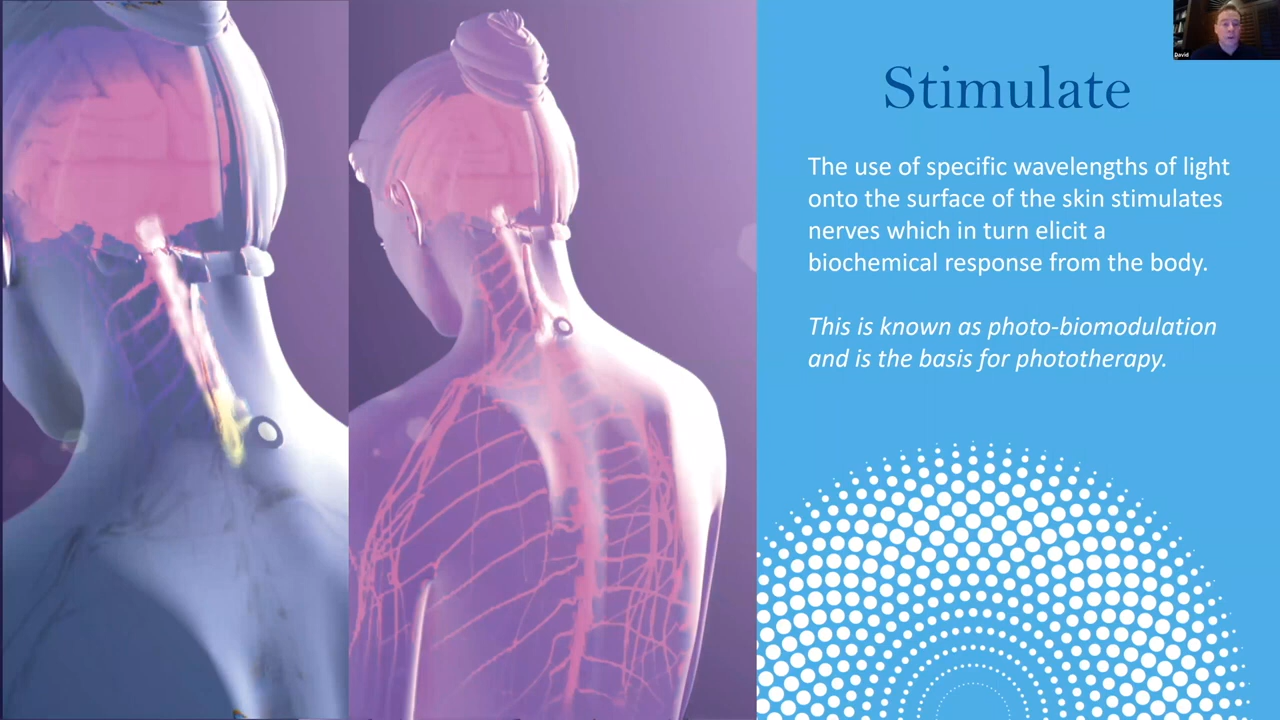 David
Stimulate
The use of specific wavelengths of light
onto the surface of the skin stimulates
nerves which in turn elicit a
biochemical response from the body.
This is known as photo-biomodulation
and is the basis for phototherapy.